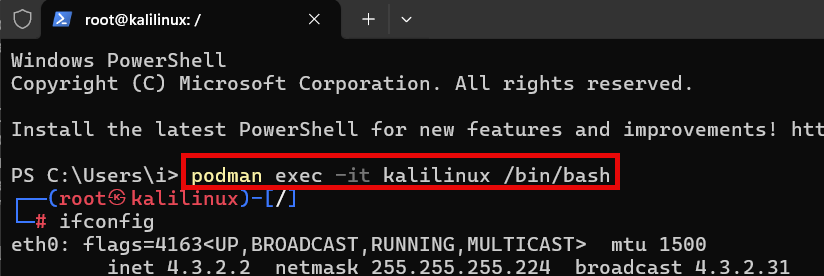 root@kalilinux: /
Windows PowerShell
Copyright (C) Microsoft Corporation. All rights reserved.
Install the latest PowerShell for new features and improvements! htt
PS C:\Users\i> podman exec -it kalilinux /bin/bash
┌──(root㉿kalilinux)-[/]
└─# ifconfig
eth0: flags=4163<UP,BROADCAST,RUNNING,MULTICAST>  mtu 1500
        inet 4.3.2.2  netmask 255.255.255.224  broadcast 4.3.2.31